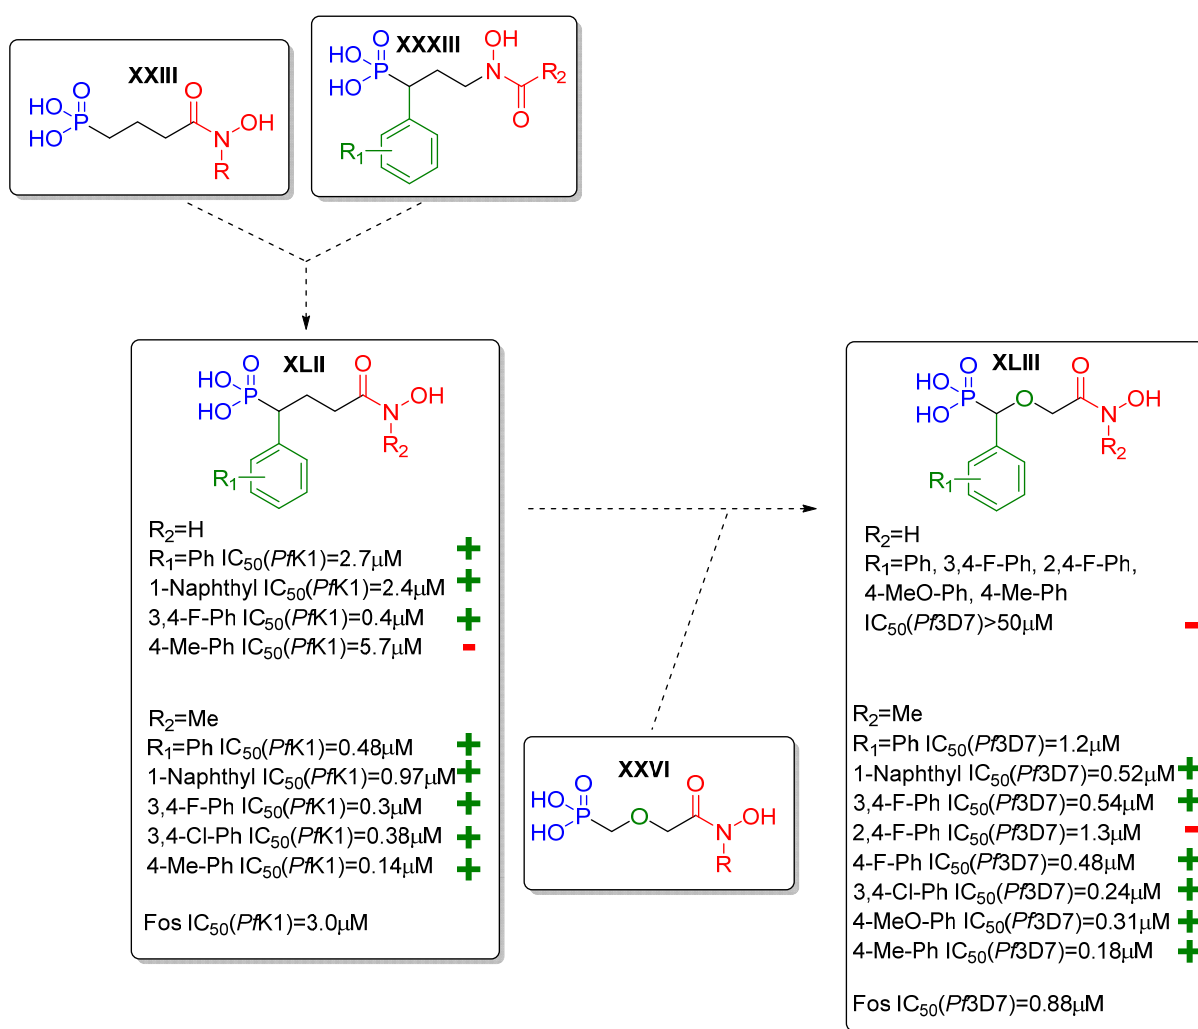 XXIII
O
HO
P
HO
O
OH
N
R
XXXIII
O
HO
P
HO
OH
N
R2
O
R1
XLII
O
HO
P
HO
O
OH
N
R2
R1
R2=H
R1=Ph IC50(PfK1)=2.7μM +
1-Naphthyl IC50(PfK1)=2.4μM +
3,4-F-Ph IC50(PfK1)=0.4μM +
4-Me-Ph IC50(PfK1)=5.7μM -
R2=Me
R1=Ph IC50(PfK1)=0.48μM +
1-Naphthyl IC50(PfK1)=0.97μM +
3,4-F-Ph IC50(PfK1)=0.3μM +
3,4-Cl-Ph IC50(PfK1)=0.38μM +
4-Me-Ph IC50(PfK1)=0.14μM +
Fos IC50(PfK1)=3.0μM
XXVI
O
HO
P
HO
O
O
OH
N
R
XLIII
O
HO
P
HO
O
O
OH
N
R2
R1
R2=H
R1=Ph, 3,4-F-Ph, 2,4-F-Ph,
4-MeO-Ph, 4-Me-Ph
IC50(Pf3D7)>50μM -
R2=Me
R1=Ph IC50(Pf3D7)=1.2μM
1-Naphthyl IC50(Pf3D7)=0.52μM +
3,4-F-Ph IC50(Pf3D7)=0.54μM +
2,4-F-Ph IC50(Pf3D7)=1.3μM -
4-F-Ph IC50(Pf3D7)=0.48μM +
3,4-Cl-Ph IC50(Pf3D7)=0.24μM +
4-MeO-Ph IC50(Pf3D7)=0.31μM +
4-Me-Ph IC50(Pf3D7)=0.18μM +
Fos IC50(Pf3D7)=0.88μM